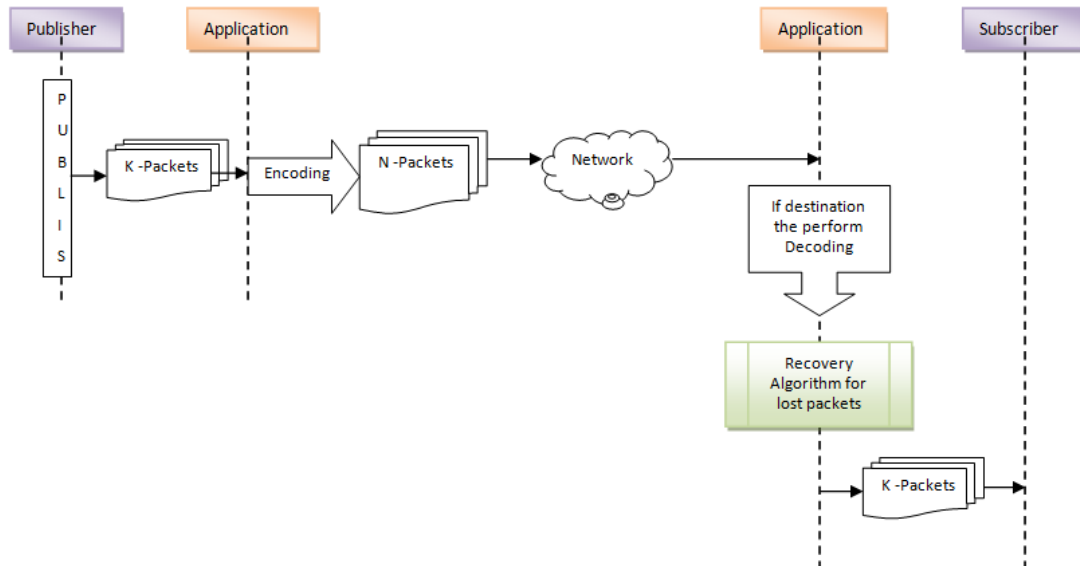 Publisher
Application
Application
Subscriber
P
U
B
L
I
S
K -Packets
Encoding
N -Packets
Network
If destination
the perform
Decoding
Recovery
Algorithm for
lost packets
K -Packets